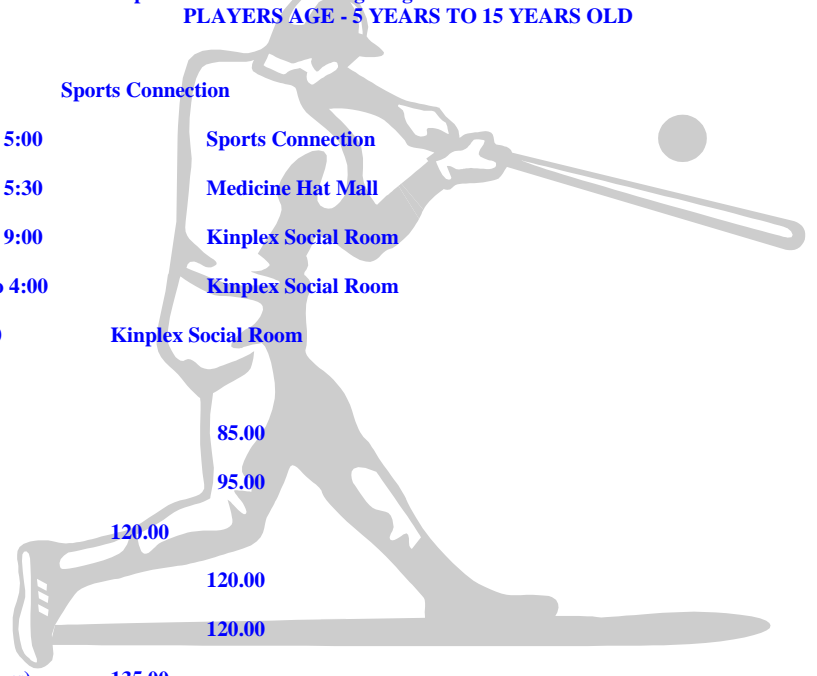 PLAYERS AGE - 5 YEARS TO 15 YEARS OLD
Sports Connection
5:00 Sports Connection
5:30 Medicine Hat Mall
9:00 Kinplex Social Room
4:00 Kinplex Social Room
Kinplex Social Room
85.00
95.00
120.00
120.00
120.00
135.00